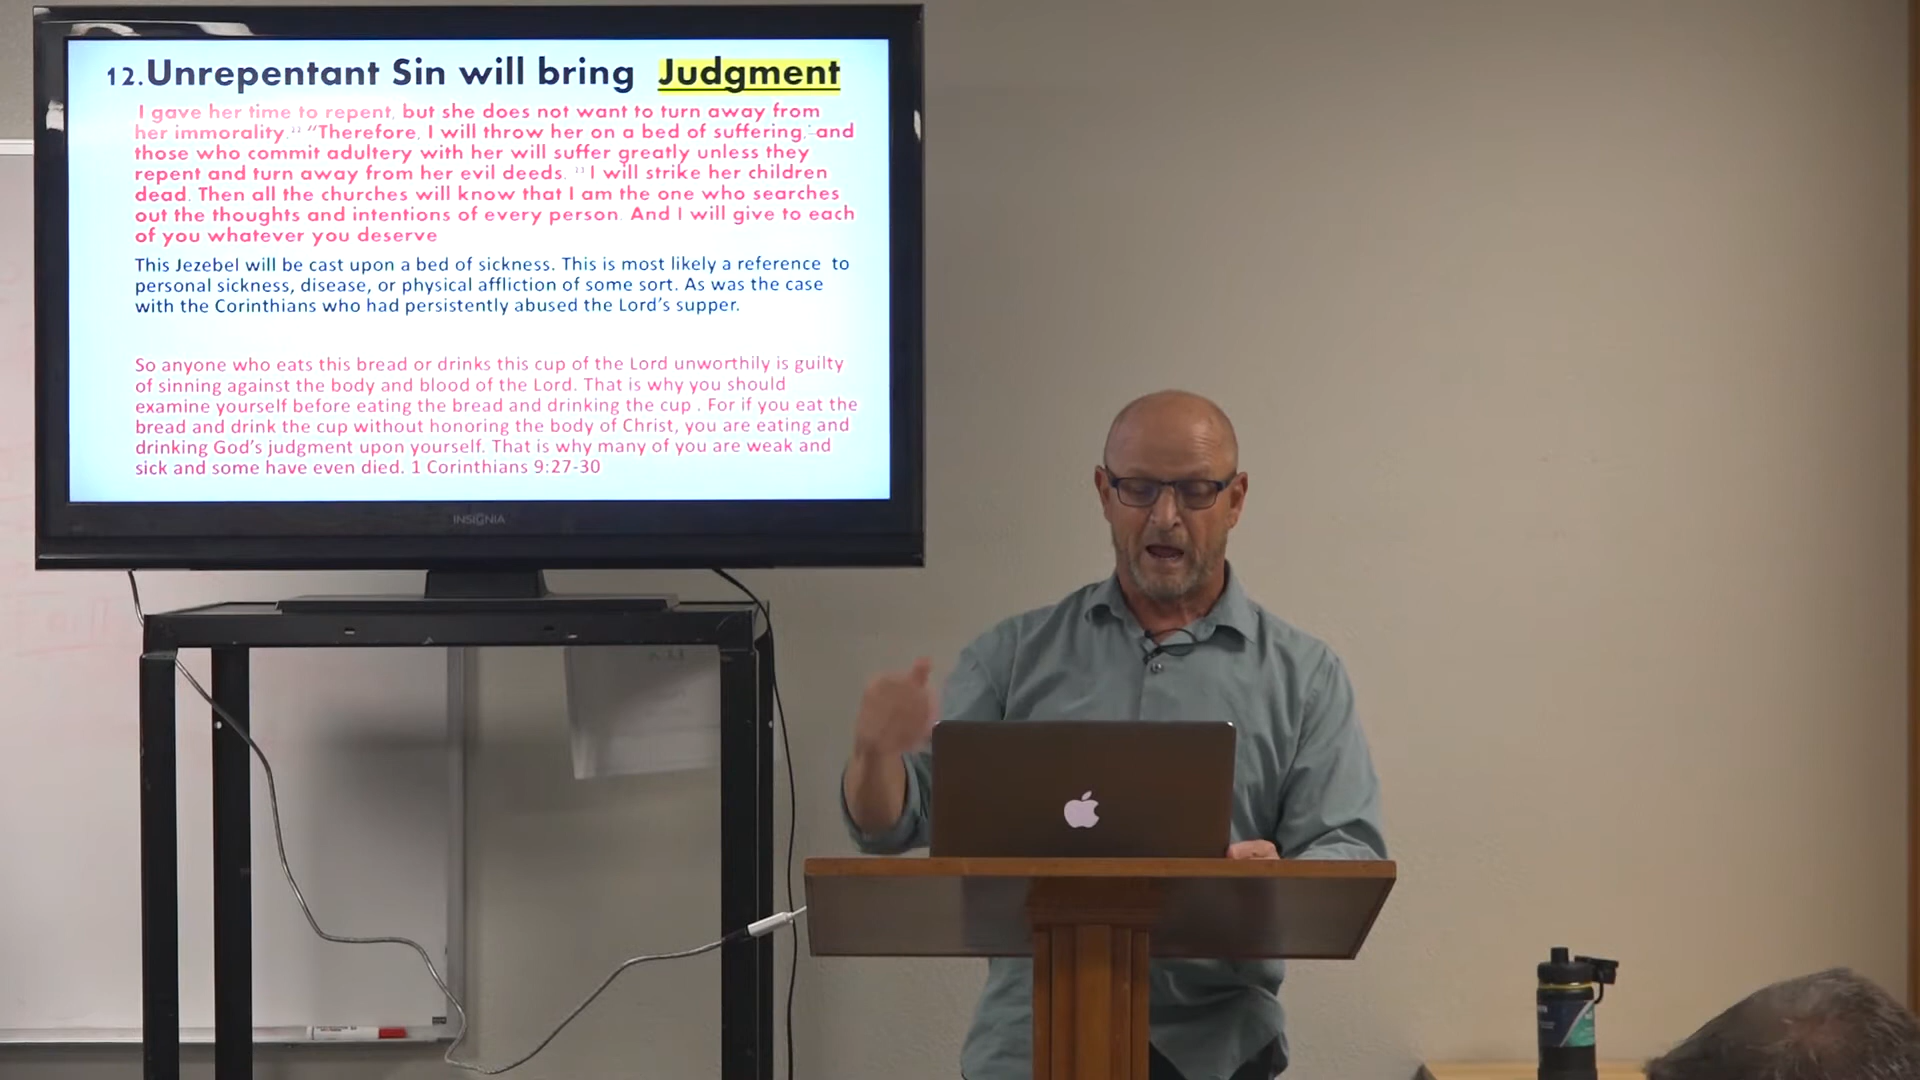 12. Unrepentant Sin will bring Judgment
I gave her time to repent, but she does not want to turn away from
her immorality. 22 “Therefore, I will throw her on a bed of suffering, and
those who commit adultery with her will suffer greatly unless they
repent and turn away from her evil deeds. 23 I will strike her children
dead. Then all the churches will know that I am the one who searches
out the thoughts and intentions of every person. And I will give to each
of you whatever you deserve
This Jezebel will be cast upon a bed of sickness. This is most likely a reference to
personal sickness, disease, or physical affliction of some sort. As was the case
with the Corinthians who had persistently abused the Lord’s supper.
So anyone who eats this bread or drinks this cup of the Lord unworthily is guilty
of sinning against the body and blood of the Lord. That is why you should
examine yourself before eating the bread and drinking the cup . For if you eat the
bread and drink the cup without honoring the body of Christ, you are eating and
drinking God’s judgment upon yourself. That is why many of you are weak and
sick and some have even died. 1 Corinthians 9:27-30
INSIGNIA